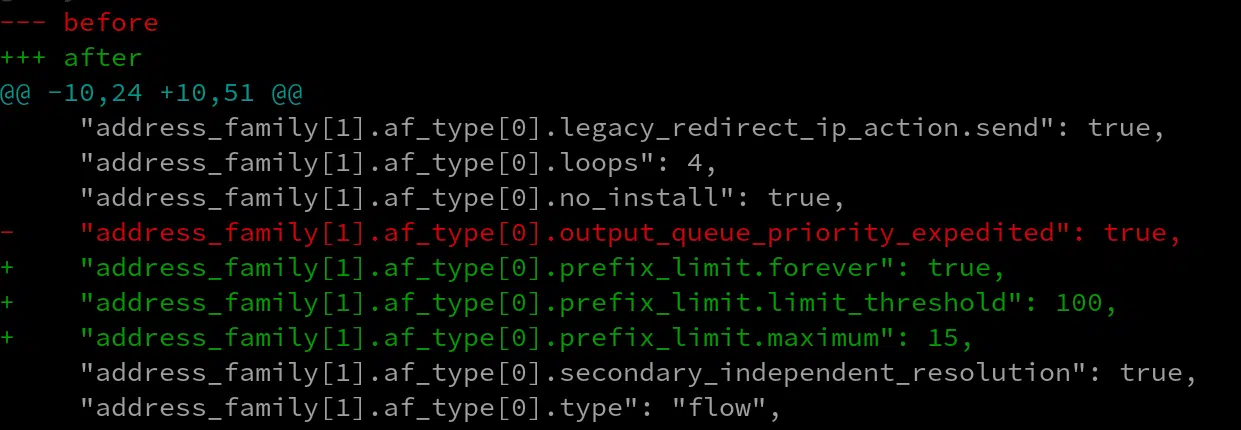 --- before
+++ after
@@ -10,24 +10,51 @@
     "address_family[1].af_type[0].legacy_redirect_ip_action.send": true,
     "address_family[1].af_type[0].loops": 4,
     "address_family[1].af_type[0].no_install": true,
-    "address_family[1].af_type[0].output_queue_priority_expedited": true,
+    "address_family[1].af_type[0].prefix_limit.forever": true,
+    "address_family[1].af_type[0].prefix_limit.limit_threshold": 100,
+    "address_family[1].af_type[0].prefix_limit.maximum": 15,
     "address_family[1].af_type[0].secondary_independent_resolution": true,
     "address_family[1].af_type[0].type": "flow",